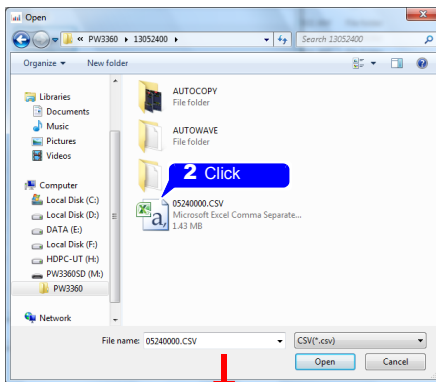 Open
« PW3360 ▸ 13052400 ▸
Search 13052400
Organize ▾ New folder
Libraries
Documents
Music
Pictures
Videos
Computer
Local Disk (C:)
Local Disk (D:)
DATA (E:)
Local Disk (F:)
HDPC-UT (H:)
PW3360SD (M:)
PW3360
Network
AUTOCOPY
File folder
AUTOWAVE
File folder
2 Click
05240000.CSV
Microsoft Excel Comma Separate...
1.43 MB
File name: 05240000.CSV
CSV(*.csv)
Open
Cancel